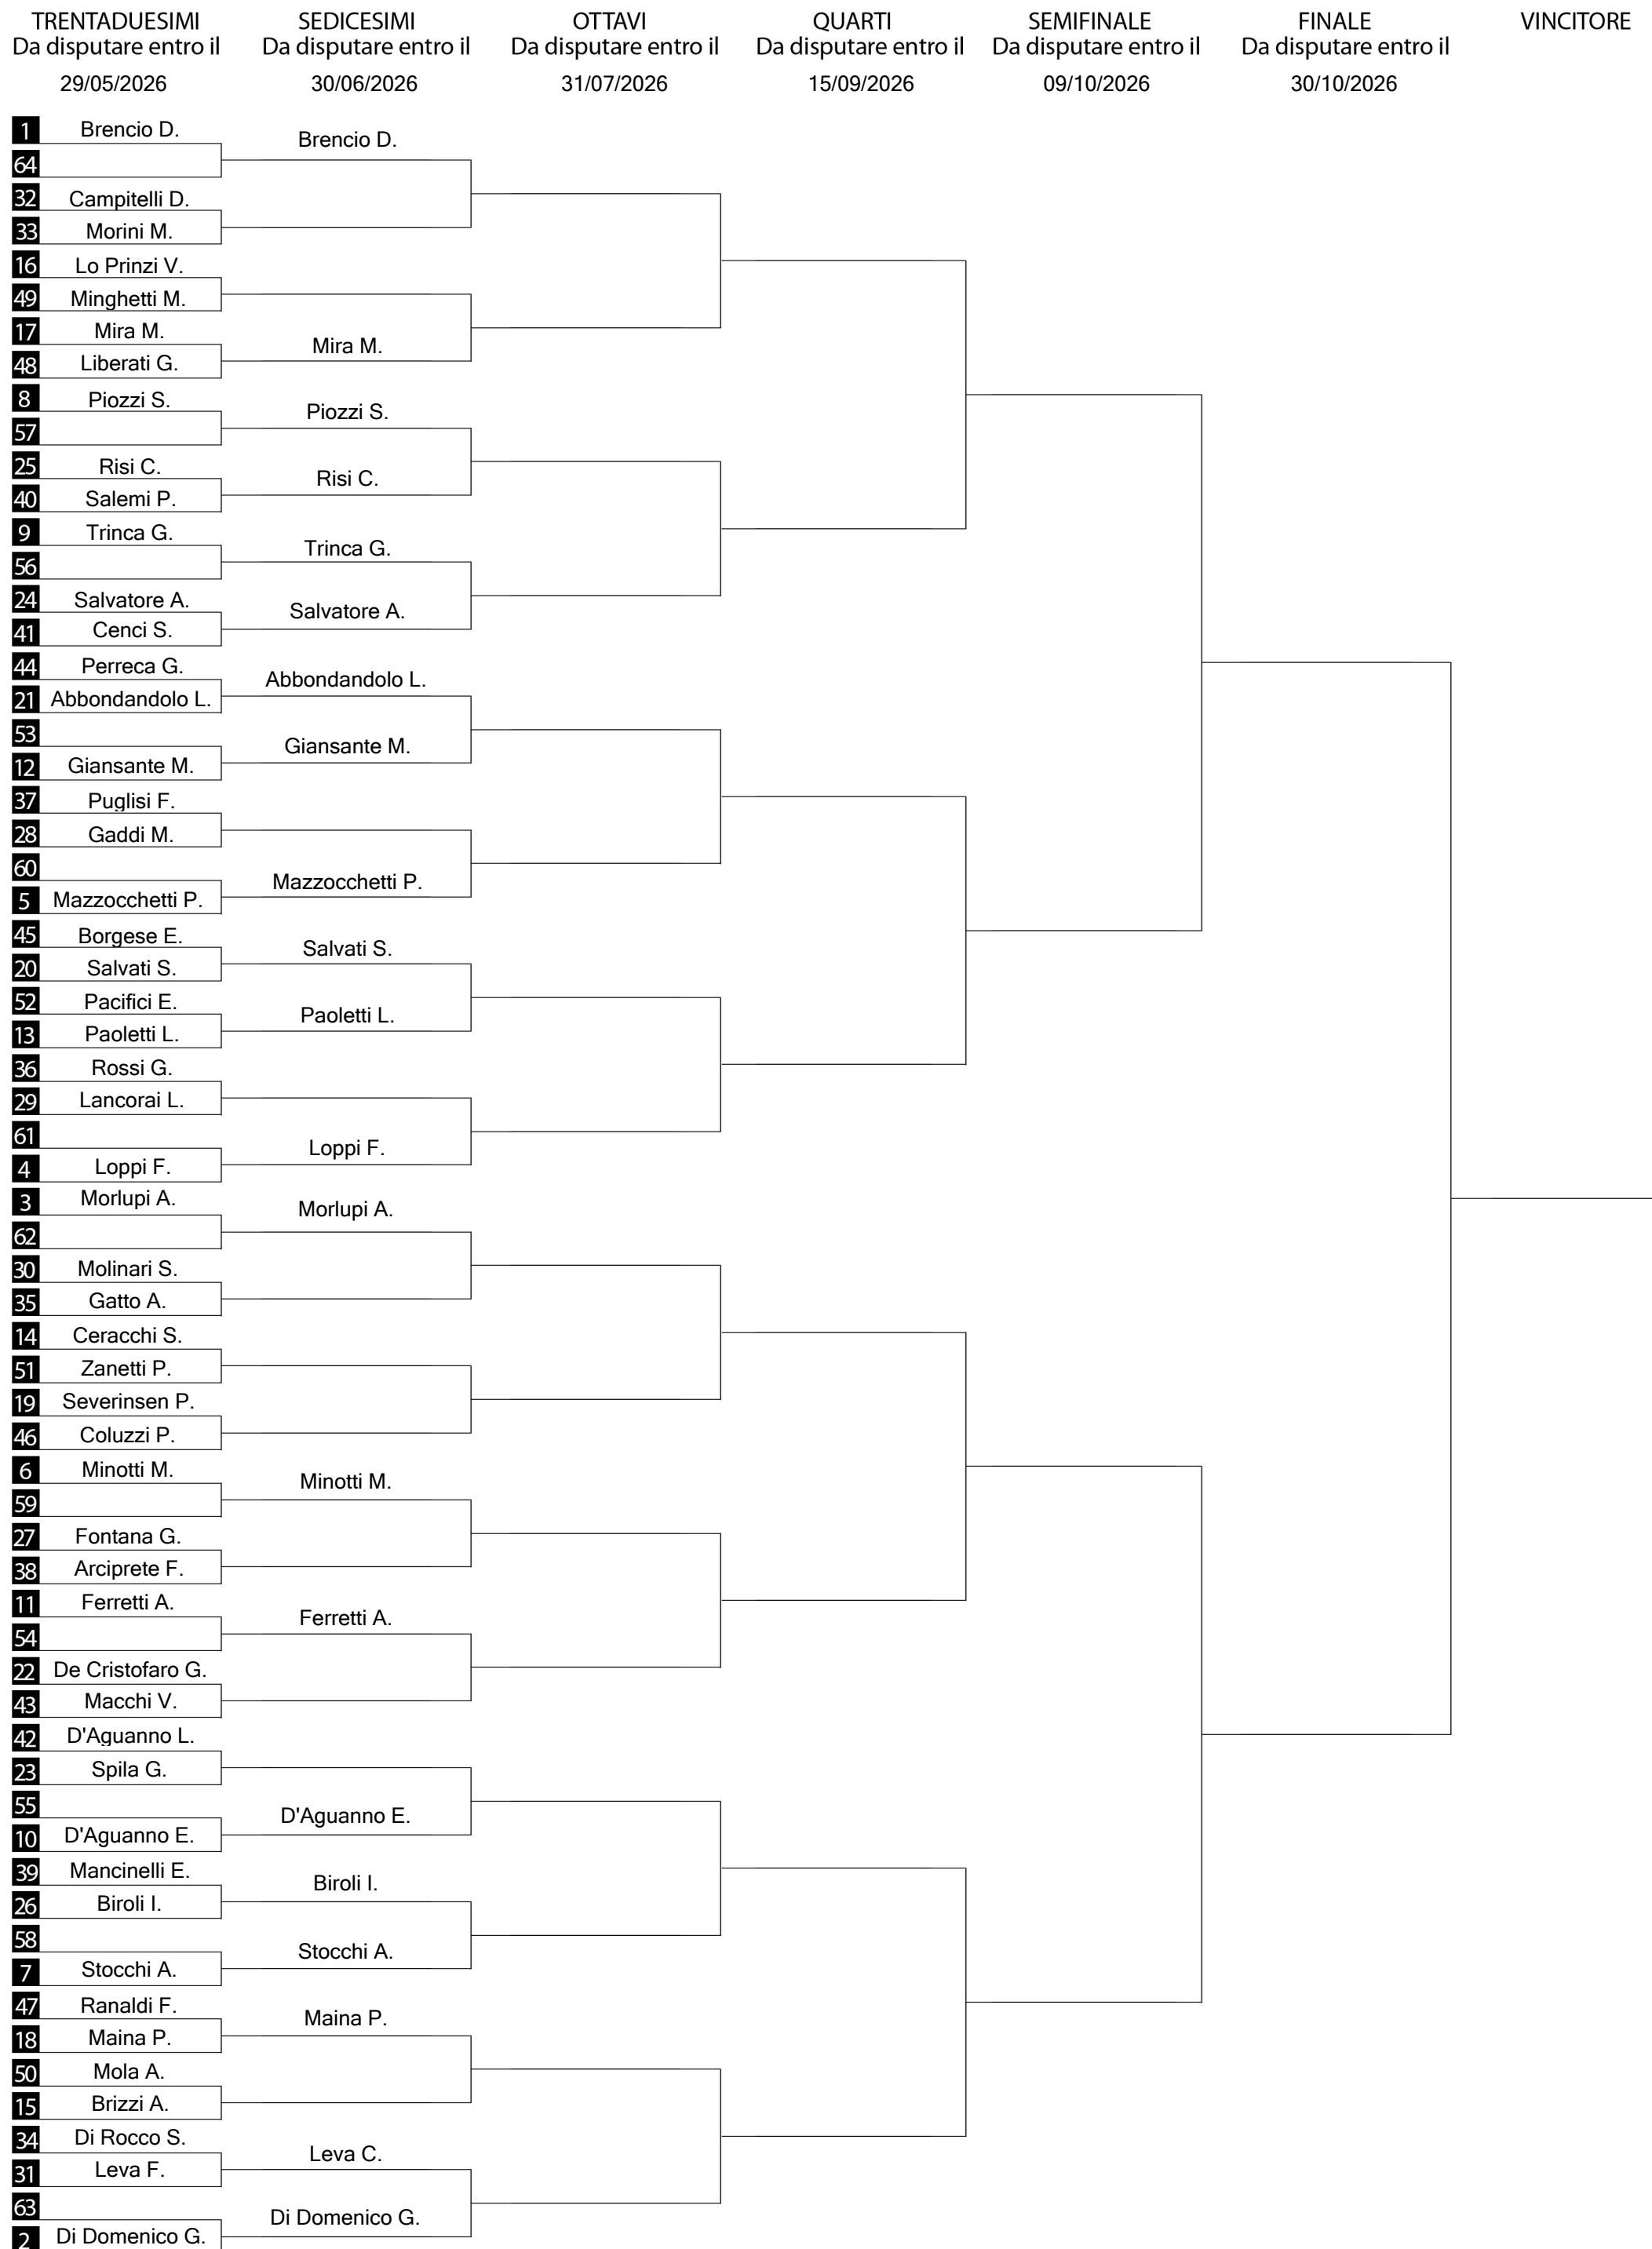 TRENTADUESIMI
Da disputare entro il
29/05/2026
SEDICESIMI
Da disputare entro il
30/06/2026
OTTAVI
Da disputare entro il
31/07/2026
QUARTI
Da disputare entro il
15/09/2026
SEMIFINALE
Da disputare entro il
09/10/2026
FINALE
Da disputare entro il
30/10/2026
VINCITORE
1 Brencio D.
64
32 Campitelli D.
33 Morini M.
16 Lo Prinzi V.
49 Minghetti M.
17 Mira M.
48 Liberati G.
8 Piozzi S.
57
25 Risi C.
40 Salemi P.
9 Trinca G.
56
24 Salvatore A.
41 Cenci S.
44 Perreca G.
21 Abbondandolo L.
53
12 Giansante M.
37 Puglisi F.
28 Gaddi M.
60
5 Mazzocchetti P.
45 Borgese E.
20 Salvati S.
52 Pacifici E.
13 Paoletti L.
36 Rossi G.
29 Lancorai L.
61
4 Loppi F.
3 Morlupi A.
62
30 Molinari S.
35 Gatto A.
14 Ceracchi S.
51 Zanetti P.
19 Severinsen P.
46 Coluzzi P.
6 Minotti M.
59
27 Fontana G.
38 Arciprete F.
11 Ferretti A.
54
22 De Cristofaro G.
43 Macchi V.
42 D'Aguanno L.
23 Spila G.
55
10 D'Aguanno E.
39 Mancinelli E.
26 Biroli I.
58
7 Stocchi A.
47 Ranaldi F.
18 Maina P.
50 Mola A.
15 Brizzi A.
34 Di Rocco S.
31 Leva F.
63
2 Di Domenico G.
Brencio D.
Mira M.
Piozzi S.
Risi C.
Trinca G.
Salvatore A.
Abbondandolo L.
Giansante M.
Mazzocchetti P.
Salvati S.
Paoletti L.
Loppi F.
Morlupi A.
Minotti M.
Ferretti A.
D'Aguanno E.
Biroli I.
Stocchi A.
Maina P.
Leva C.
Di Domenico G.